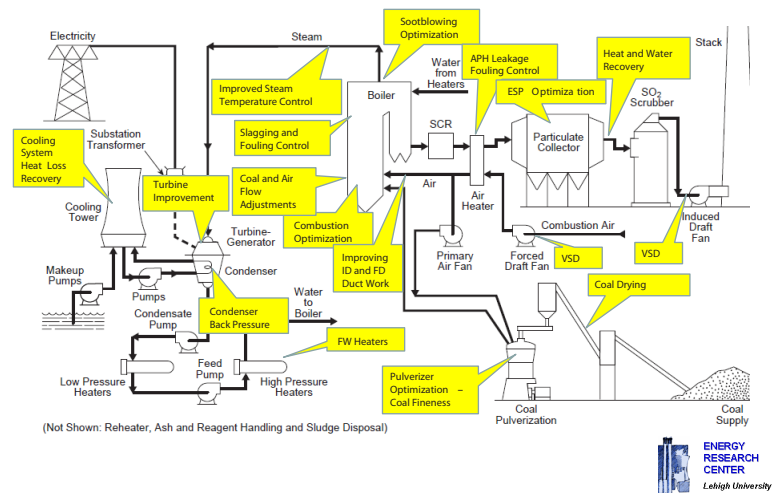 Electricity
Steam
Sootblowing
Optimization
Stack
Water
from
Heaters
APH Leakage
Fouling Control
Heat and Water
Recovery
Improved Steam
Temperature Control
Boiler
ESP Optimiza tion
SO2
Scrubber
SCR
Slagging and
Fouling Control
Particulate
Collector
Cooling
System
Heat Loss
Recovery
Substation
Transformer
Turbine
Improvement
Coal and Air
Flow
Adjustments
Air
Air
Heater
Cooling
Tower
Combustion
Optimization
Combustion Air
Induced
Draft
Fan
Turbine-
Generator
Improving
ID and FD
Duct Work
Primary
Air Fan
Forced
Draft Fan
VSD
VSD
Makeup
Pumps
Pumps
Condenser
Coal Drying
Water
to
Boiler
Condensate
Pump
Condenser
Back Pressure
FW Heaters
Feed
Pump
Low Pressure
Heaters
High Pressure
Heaters
Pulverizer
Optimization –
Coal Fineness
Coal
Pulverization
Coal
Supply
(Not Shown: Reheater, Ash and Reagent Handling and Sludge Disposal)
ENERGY
RESEARCH
CENTER
Lehigh University